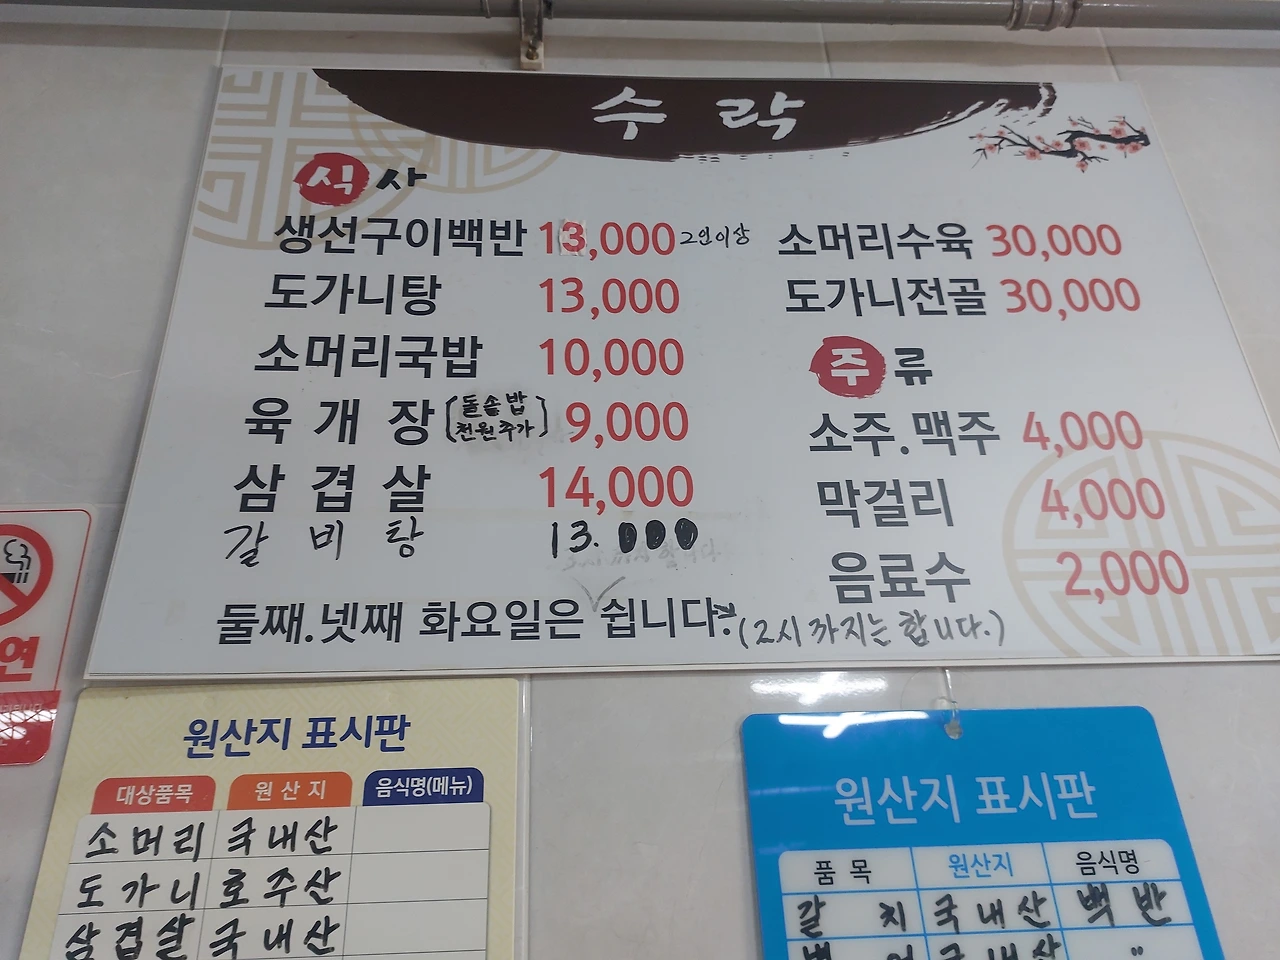 수 락
식사
생선구이백반 13,000 2인이상
도가니탕 13,000
소머리국밥 10,000
육 개 장 [돌솥밥 천원추가] 9,000
삼 겹 살 14,000
갈 비 탕 13.000
소머리수육 30,000
도가니전골 30,000
주류
소주.맥주 4,000
막걸리 4,000
음료수 2,000
둘째.넷째 화요일은 쉽니다. (2시까지는 합니다.)
연
원산지 표시판
대상품목 원산지 음식명(메뉴)
소머리 국내산
도가니 호주산
삼겹살 국내산
원산지 표시판
품 목 원산지 음식명
갈 치 국내산 백반
국내산 "